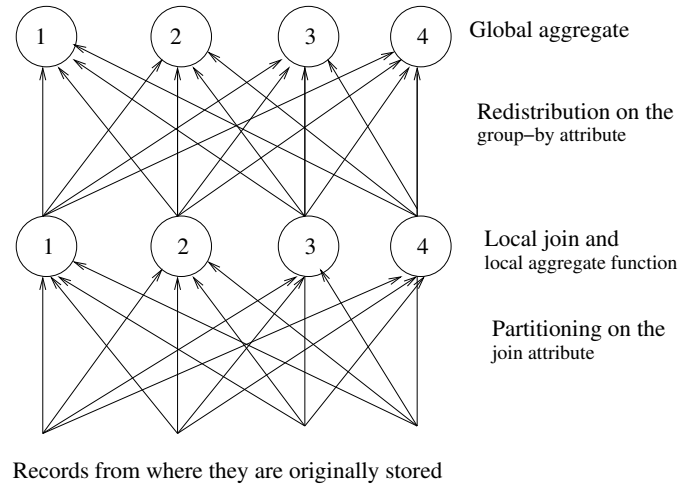 1 2 3 4 Global aggregate
Redistribution on the
group−by attribute
1 2 3 4 Local join and
local aggregate function
Partitioning on the
join attribute
Records from where they are originally stored